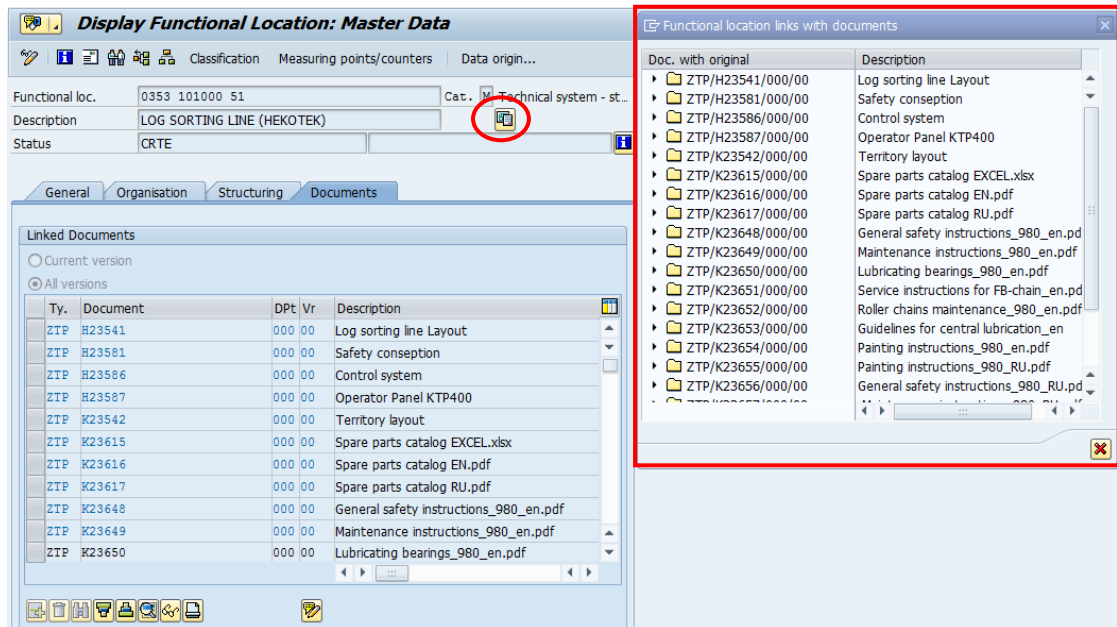 Display Functional Location: Master Data
Classification Measuring points/counters Data origin...
Functional loc. 0353 101000 51 Cat. M Technical system - st...
Description LOG SORTING LINE (HEKOTEK)
Status CRTE
General Organisation Structuring Documents
Linked Documents
Current version
All versions
Ty. Document DPt Vr Description
ZTP H23541 000 00 Log sorting line Layout
ZTP H23581 000 00 Safety conseption
ZTP H23586 000 00 Control system
ZTP H23587 000 00 Operator Panel KTP400
ZTP K23542 000 00 Territory layout
ZTP K23615 000 00 Spare parts catalog EXCEL.xlsx
ZTP K23616 000 00 Spare parts catalog EN.pdf
ZTP K23617 000 00 Spare parts catalog RU.pdf
ZTP K23648 000 00 General safety instructions_980_en.pdf
ZTP K23649 000 00 Maintenance instructions_980_en.pdf
ZTP K23650 000 00 Lubricating bearings_980_en.pdf
Functional location links with documents
Doc. with original Description
ZTP/H23541/000/00 Log sorting line Layout
ZTP/H23581/000/00 Safety conseption
ZTP/H23586/000/00 Control system
ZTP/H23587/000/00 Operator Panel KTP400
ZTP/K23542/000/00 Territory layout
ZTP/K23615/000/00 Spare parts catalog EXCEL.xlsx
ZTP/K23616/000/00 Spare parts catalog EN.pdf
ZTP/K23617/000/00 Spare parts catalog RU.pdf
ZTP/K23648/000/00 General safety instructions_980_en.pd
ZTP/K23649/000/00 Maintenance instructions_980_en.pdf
ZTP/K23650/000/00 Lubricating bearings_980_en.pdf
ZTP/K23651/000/00 Service instructions for FB-chain_en.pd
ZTP/K23652/000/00 Roller chains maintenance_980_en.pdf
ZTP/K23653/000/00 Guidelines for central lubrication_en
ZTP/K23654/000/00 Painting instructions_980_en.pdf
ZTP/K23655/000/00 Painting instructions_980_RU.pdf
ZTP/K23656/000/00 General safety instructions_980_RU.pd